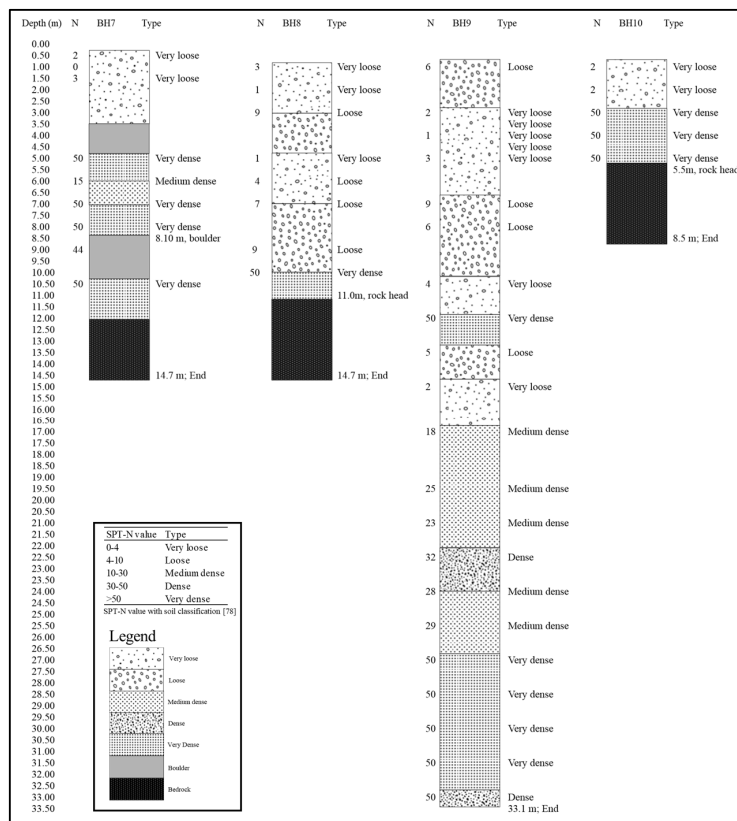 Depth (m) N BH7 Type N BH8 Type N BH9 Type N BH10 Type
0.00
0.50 2 Very loose
1.00 0 3 Very loose 6 Loose 2 Very loose
1.50 3 Very loose
2.00 1 Very loose 2 Very loose
2.50
3.00 9 Loose 2 Very loose 50 Very dense
3.50 Very loose
4.00 1 Very loose 50 Very dense
4.50 Very loose
5.00 50 Very dense 1 Very loose 3 Very loose 50 Very dense
5.50 5.5m, rock head
6.00 15 Medium dense 4 Loose
6.50
7.00 50 Very dense 7 Loose 9 Loose
7.50
8.00 50 Very dense 6 Loose
8.50 8.10 m, boulder 8.5 m; End
9.00 44 9 Loose
9.50
10.00 50 Very dense
10.50 50 Very dense 4 Very loose
11.00 11.0m, rock head
11.50
12.00 50 Very dense
12.50
13.00
13.50 5 Loose
14.00
14.50 14.7 m; End 14.7 m; End
15.00 2 Very loose
15.50
16.00
16.50
17.00 18 Medium dense
17.50
18.00
18.50
19.00
19.50 25 Medium dense
20.00
20.50
21.00 23 Medium dense
21.50
22.00
22.50 32 Dense
23.00
23.50
24.00 28 Medium dense
24.50
25.00
25.50 29 Medium dense
26.00
26.50
27.00 50 Very dense
27.50
28.00
28.50 50 Very dense
29.00
29.50
30.00 50 Very dense
30.50
31.00
31.50 50 Very dense
32.00
32.50
33.00 50 Dense
33.50 33.1 m; End
SPT-N value Type
0-4 Very loose
4-10 Loose
10-30 Medium dense
30-50 Dense
>50 Very dense
SPT-N value with soil classification [78]
Legend
Very loose
Loose
Medium dense
Dense
Very Dense
Boulder
Bedrock